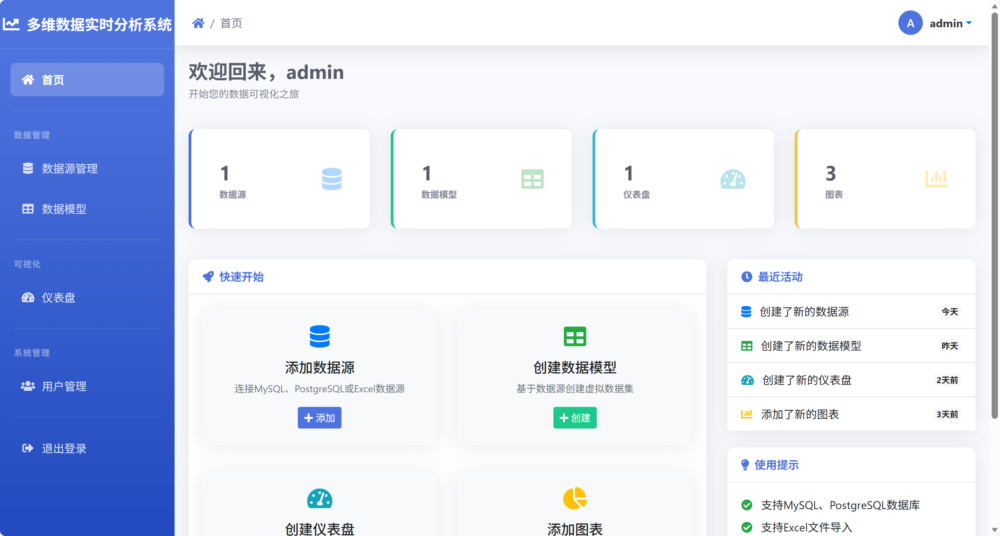 多维数据实时分析系统
首页
数据管理
数据源管理
数据模型
可视化
仪表盘
系统管理
用户管理
退出登录
/ 首页
A admin
欢迎回来，admin
开始您的数据可视化之旅
1
数据源
1
数据模型
1
仪表盘
3
图表
快速开始
添加数据源
连接MySQL、PostgreSQL或Excel数据源
添加
创建数据模型
基于数据源创建虚拟数据集
创建
创建仪表盘
添加图表
最近活动
创建了新的数据源 今天
创建了新的数据模型 昨天
创建了新的仪表盘 2天前
添加了新的图表 3天前
使用提示
支持MySQL、PostgreSQL数据库
支持Excel文件导入